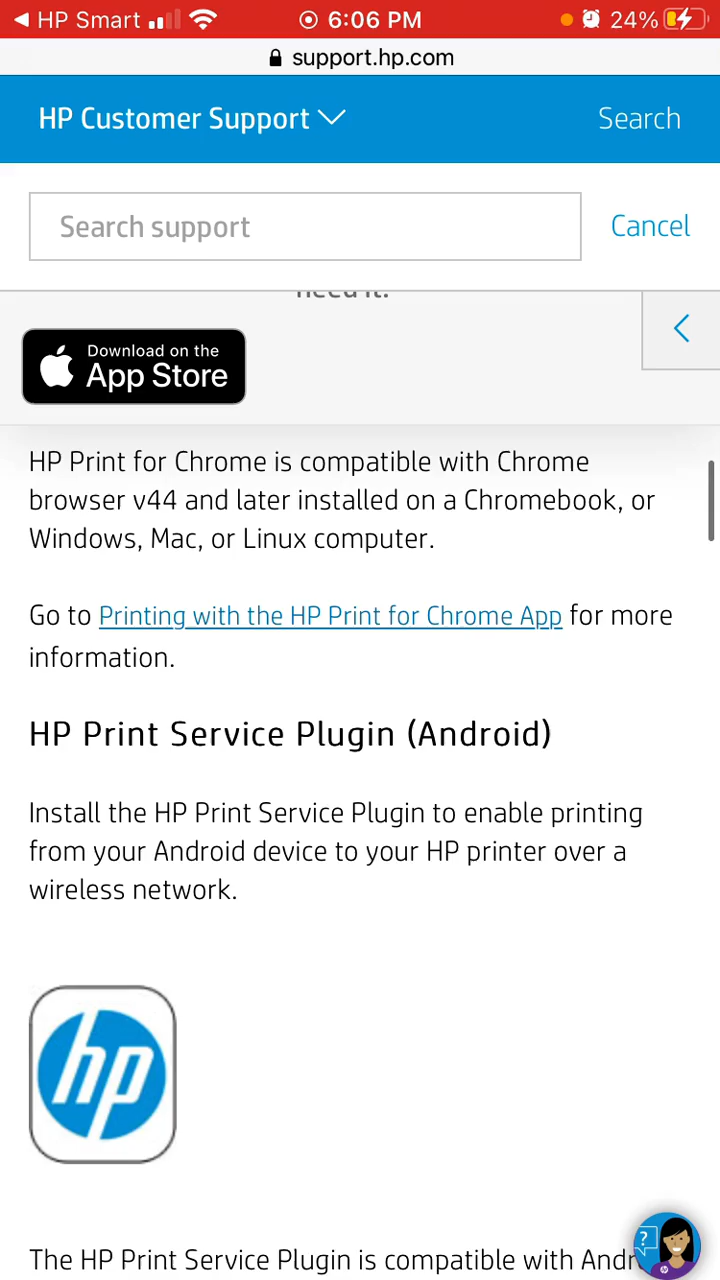 HP Smart 6:06 PM 24%
support.hp.com
HP Customer Support Search
Search support Cancel
need it.
Download on the
App Store
HP Print for Chrome is compatible with Chrome
browser v44 and later installed on a Chromebook, or
Windows, Mac, or Linux computer.
Go to Printing with the HP Print for Chrome App for more
information.
HP Print Service Plugin (Android)
Install the HP Print Service Plugin to enable printing
from your Android device to your HP printer over a
wireless network.
hp
The HP Print Service Plugin is compatible with Andr
?